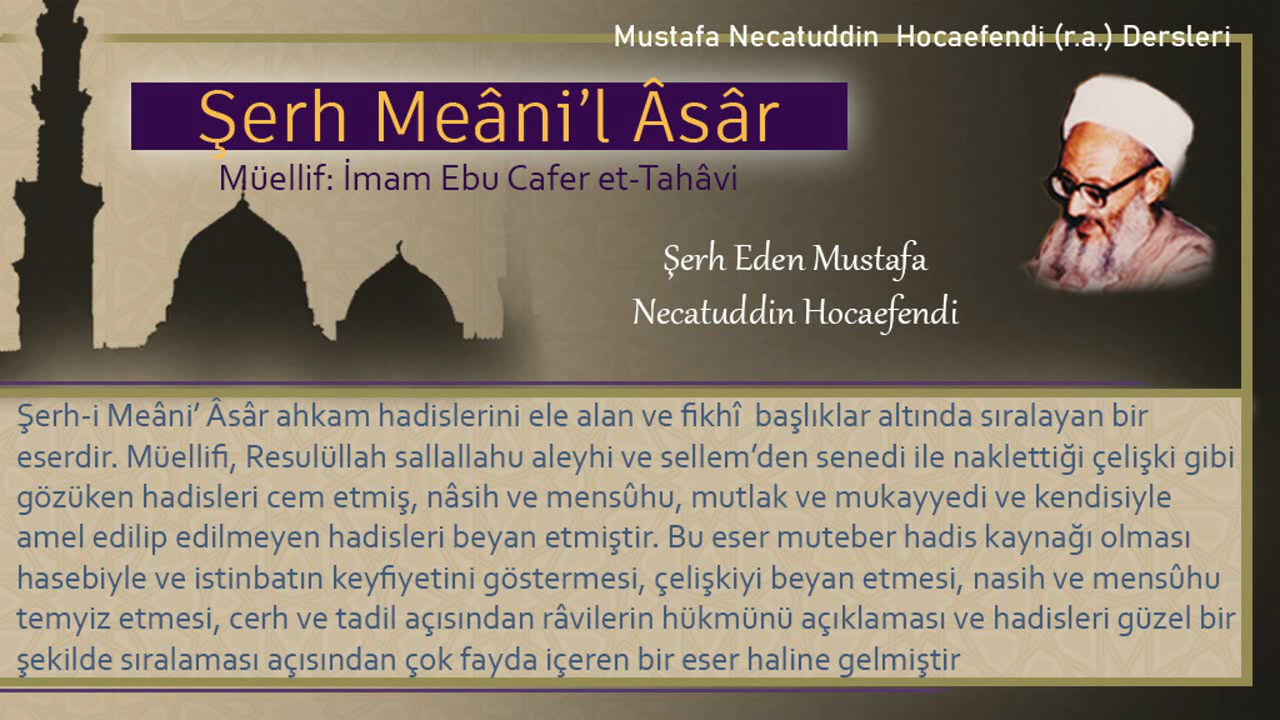 Mustafa Necatuddin Hocaefendi (r.a.) Dersleri
Şerh Meâni’l Âsâr
Müellif: İmam Ebu Cafer et-Tahâvi
Şerh Eden Mustafa
Necatuddin Hocaefendi
Şerh-i Meâni’ Âsâr ahkam hadislerini ele alan ve fikhî başlıklar altında sıralayan bir
eserdir. Müellifi, Resulüllah sallallahu aleyhi ve sellem’den senedi ile naklettiği çelişki gibi
gözüken hadisleri cem etmiş, nâsih ve mensûhu, mutlak ve mukayyedi ve kendisiyle
amel edilip edilmeyen hadisleri beyan etmiştir. Bu eser muteber hadis kaynağı olması
hasebiyle ve istinbatın keyfiyetini göstermesi, çelişkiyi beyan etmesi, nasih ve mensûhu
temyiz etmesi, cerh ve tadil açısından râvilerin hükmünü açıklaması ve hadisleri güzel bir
şekilde sıralaması açısından çok fayda içeren bir eser haline gelmiştir